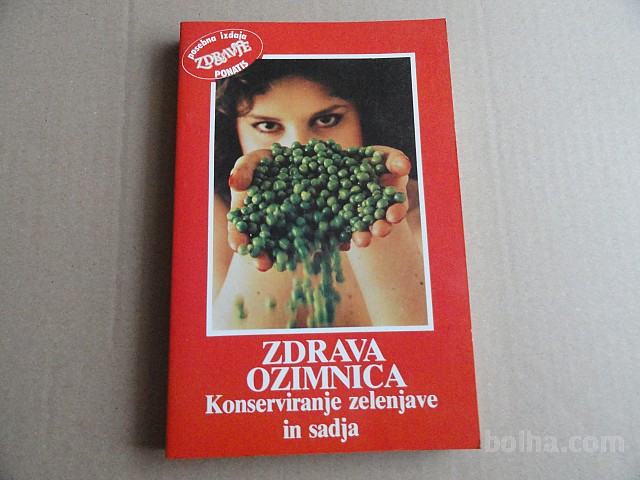 posebna izdaja
ZDRAVJE
PONATIS
ZDRAVA
OZIMNICA
Konserviranje zelenjave
in sadja
bolha.com